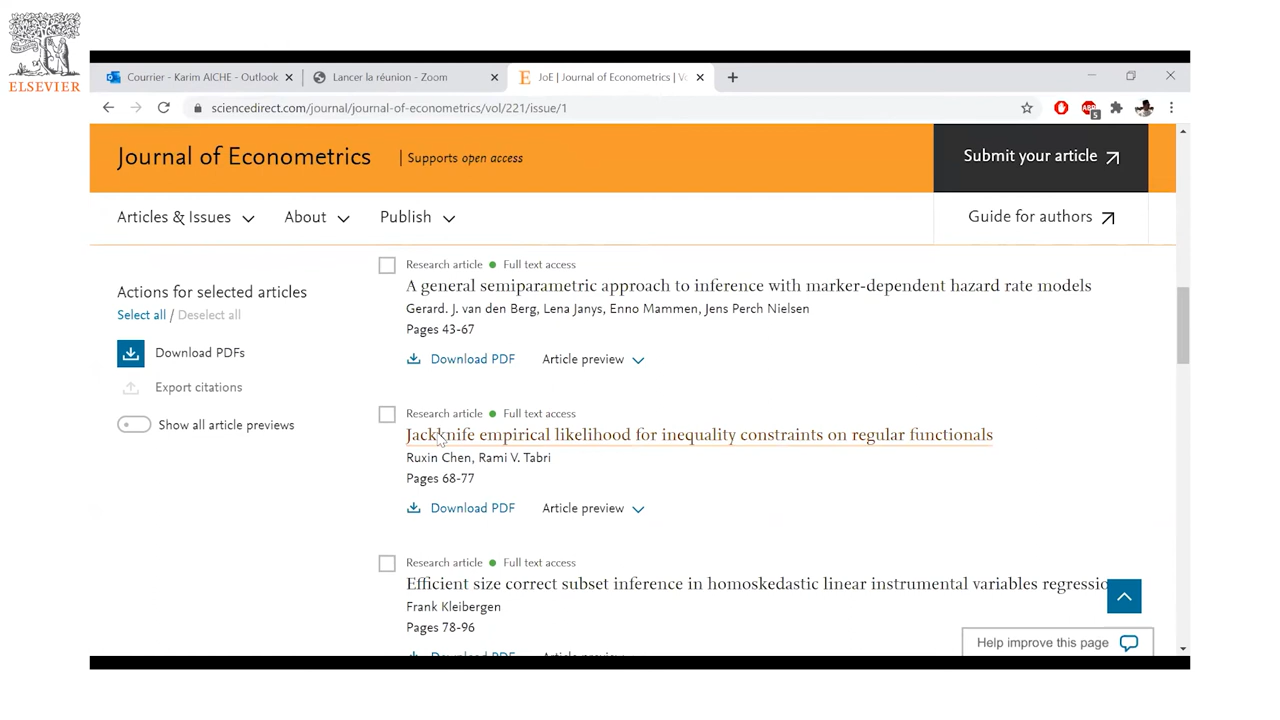 ELSEVIER
Courrier - Karim AICHE - Outlook
Lancer la réunion - Zoom
JoE | Journal of Econometrics | Vo
sciencedirect.com/journal/journal-of-econometrics/vol/221/issue/1
ABP
5
Journal of Econometrics | Supports open access
Submit your article
Articles & Issues About Publish
Guide for authors
Research article Full text access
A general semiparametric approach to inference with marker-dependent hazard rate models
Gerard. J. van den Berg, Lena Janys, Enno Mammen, Jens Perch Nielsen
Pages 43-67
Download PDF Article preview
Actions for selected articles
Select all / Deselect all
Download PDFs
Export citations
Show all article previews
Research article Full text access
Jackknife empirical likelihood for inequality constraints on regular functionals
Ruxin Chen, Rami V. Tabri
Pages 68-77
Download PDF Article preview
Research article Full text access
Efficient size correct subset inference in homoskedastic linear instrumental variables regressio
Frank Kleibergen
Pages 78-96
Download PDF Article preview
Help improve this page